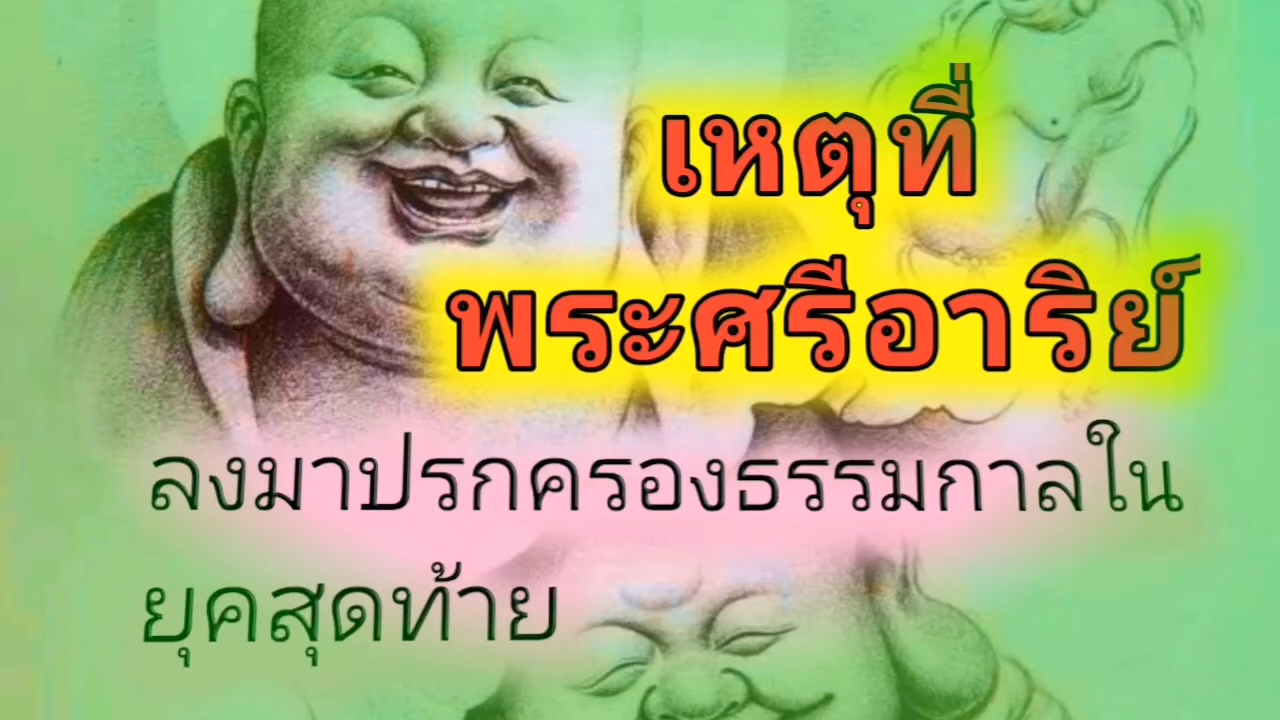 เหตุที่
พระศรีอาริย์
ลงมาปรกครองธรรมกาลใน
ยุคสุดท้าย